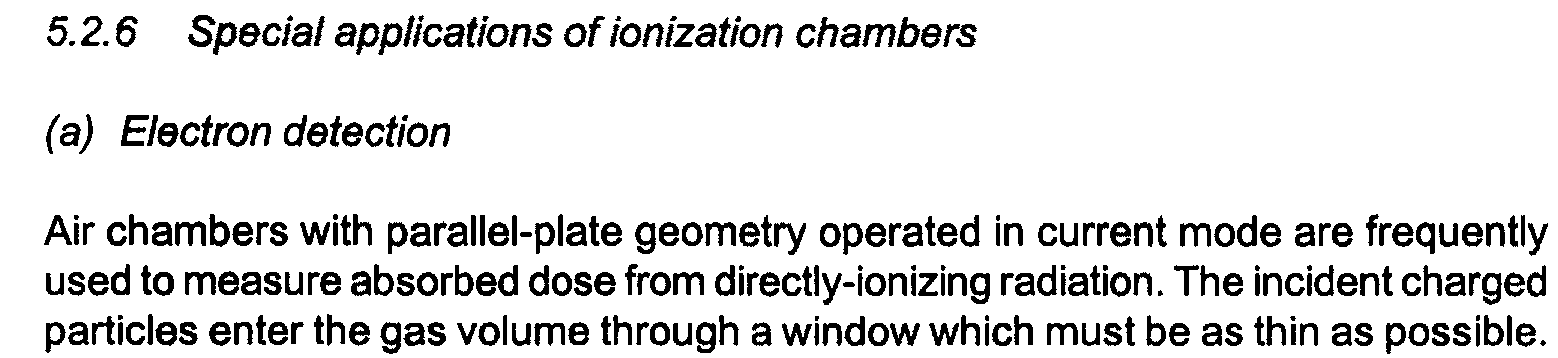 5.2.6 Special applications of ionization chambers
(a) Electron detection
Air chambers with parallel-plate geometry operated in current mode are frequently
used to measure absorbed dose from directly-ionizing radiation. The incident charged
particles enter the gas volume through a window which must be as thin as possible.